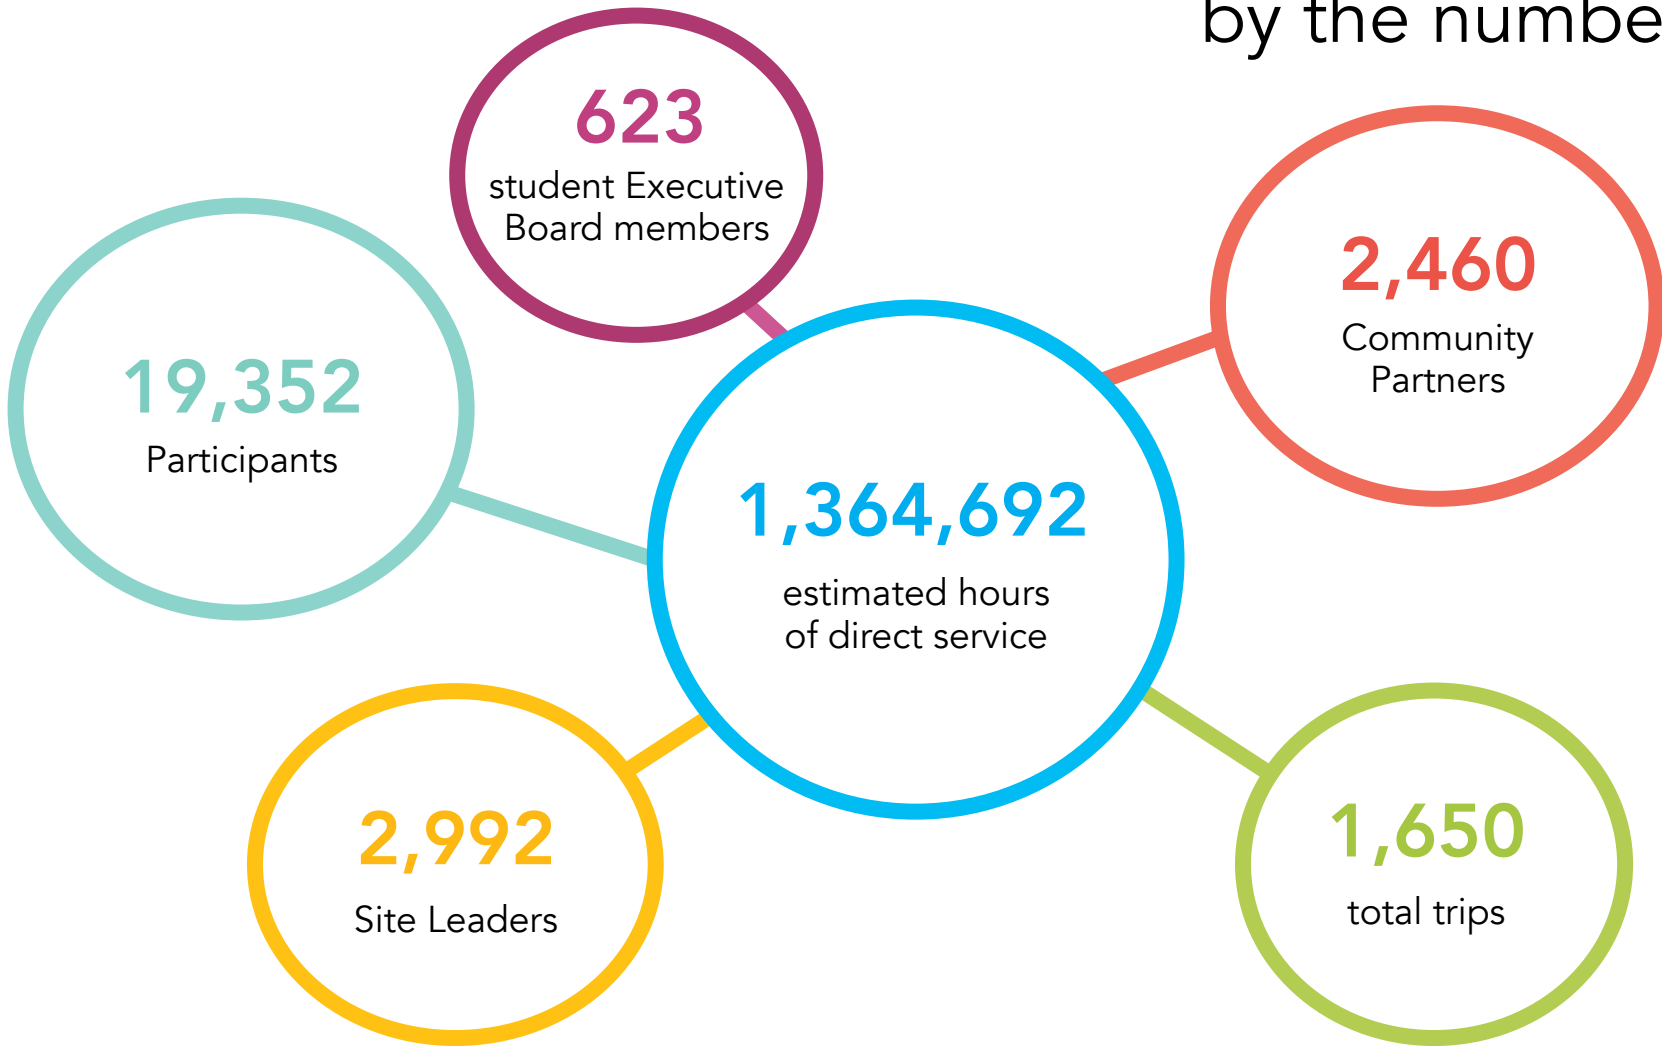 by the numbe
623
student Executive
Board members
2,460
Community
Partners
19,352
Participants
1,364,692
estimated hours
of direct service
2,992
Site Leaders
1,650
total trips